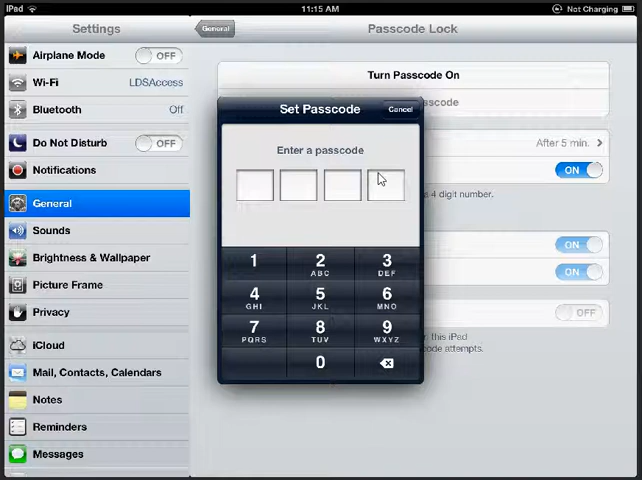 iPad
11:15 AM
Not Charging
Settings
General
Passcode Lock
Airplane Mode
OFF
Wi-Fi
LDSAccess
Bluetooth
Off
Do Not Disturb
OFF
Notifications
General
Sounds
Brightness & Wallpaper
Picture Frame
Privacy
iCloud
Mail, Contacts, Calendars
Notes
Reminders
Messages
Turn Passcode On
After 5 min.
ON
4 digit number.
ON
ON
OFF
this iPad
attempts.
Set Passcode
Cancel
Enter a passcode
1
2
ABC
3
DEF
4
GHI
5
JKL
6
MNO
7
PQRS
8
TUV
9
WXYZ
0